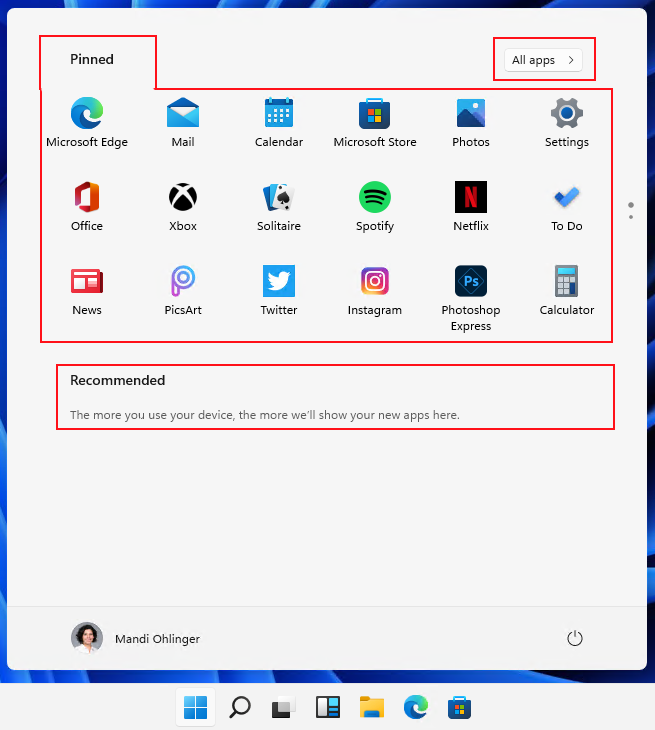 Pinned
All apps
Microsoft Edge
Mail
Calendar
Microsoft Store
Photos
Settings
Office
Xbox
Solitaire
Spotify
Netflix
To Do
News
PicsArt
Twitter
Instagram
Ps
Photoshop
Express
Calculator
Recommended
The more you use your device, the more we'll show your new apps here.
Mandi Ohlinger